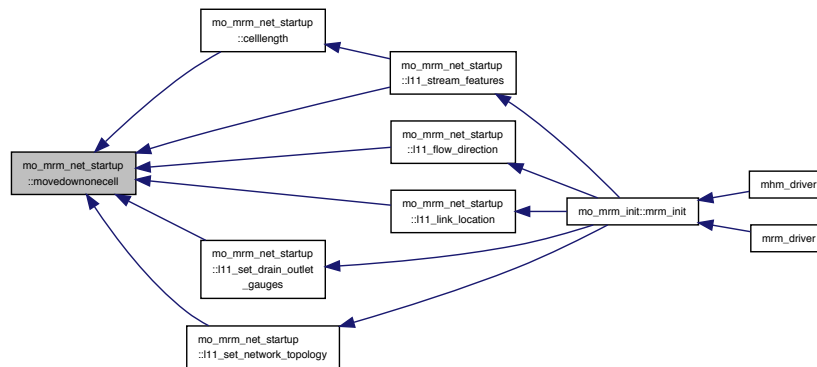 mo_mrm_net_startup
::celllength
mo_mrm_net_startup
::l11_stream_features
mo_mrm_net_startup
::movedownonecell
mo_mrm_net_startup
::l11_flow_direction
mo_mrm_net_startup
::l11_link_location
mo_mrm_init::mrm_init
mhm_driver
mrm_driver
mo_mrm_net_startup
::l11_set_drain_outlet
_gauges
mo_mrm_net_startup
::l11_set_network_topology